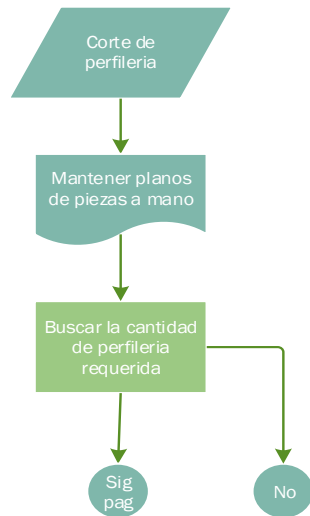 Corte de
perfileria
Mantener planos
de piezas a mano
Buscar la cantidad
de perfileria
requerida
Sig
pag
No